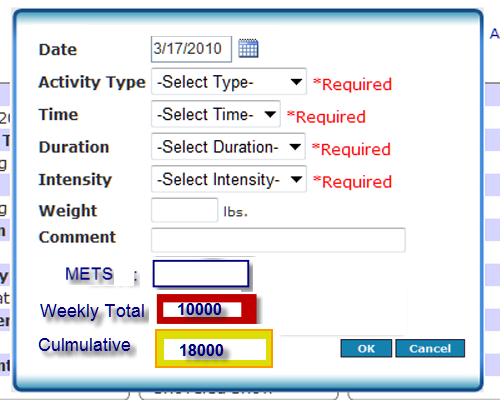 Date 3/17/2010
Activity Type -Select Type- *Required
Time -Select Time- *Required
Duration -Select Duration- *Required
Intensity -Select Intensity- *Required
Weight lbs.
Comment
METS :
Weekly Total 10000
Culmulative 18000
OK Cancel